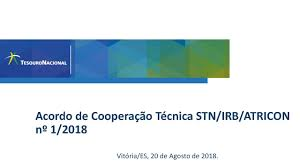 TESOURONACIONAL
Acordo de Cooperação Técnica STN/IRB/ATRICON
nº 1/2018
Vitória/ES, 20 de Agosto de 2018.